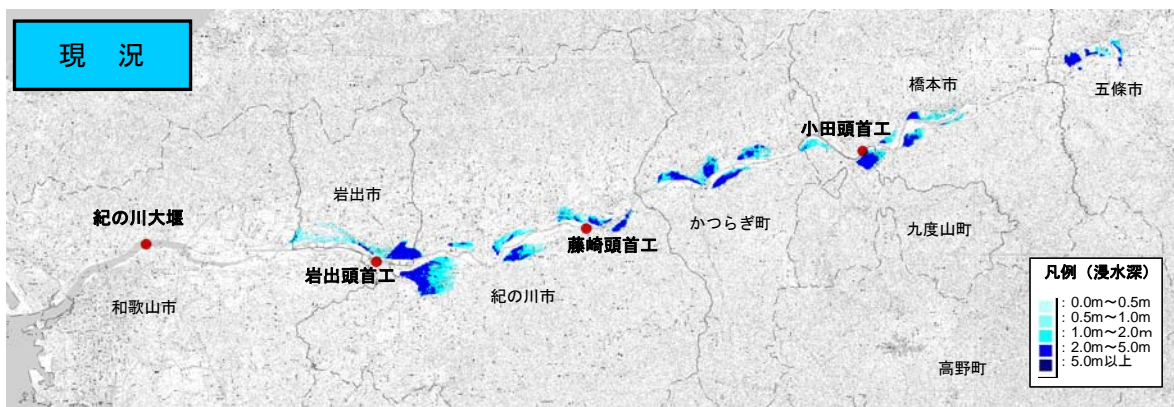 現 況
五條市
橋本市
小田頭首工
岩出市
かつらぎ町
九度山町
紀の川大堰
藤崎頭首工
岩出頭首工
紀の川市
和歌山市
高野町
凡例（浸水深）
：0.0m～0.5m
：0.5m～1.0m
：1.0m～2.0m
：2.0m～5.0m
：5.0m以上